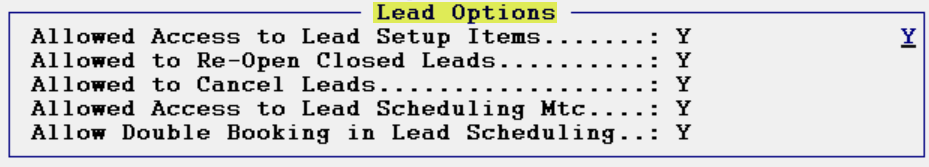 Lead Options
Allowed Access to Lead Setup Items.......: Y Y
Allowed to Re-Open Closed Leads..........: Y
Allowed to Cancel Leads..................: Y
Allowed Access to Lead Scheduling Mtc....: Y
Allow Double Booking in Lead Scheduling..: Y